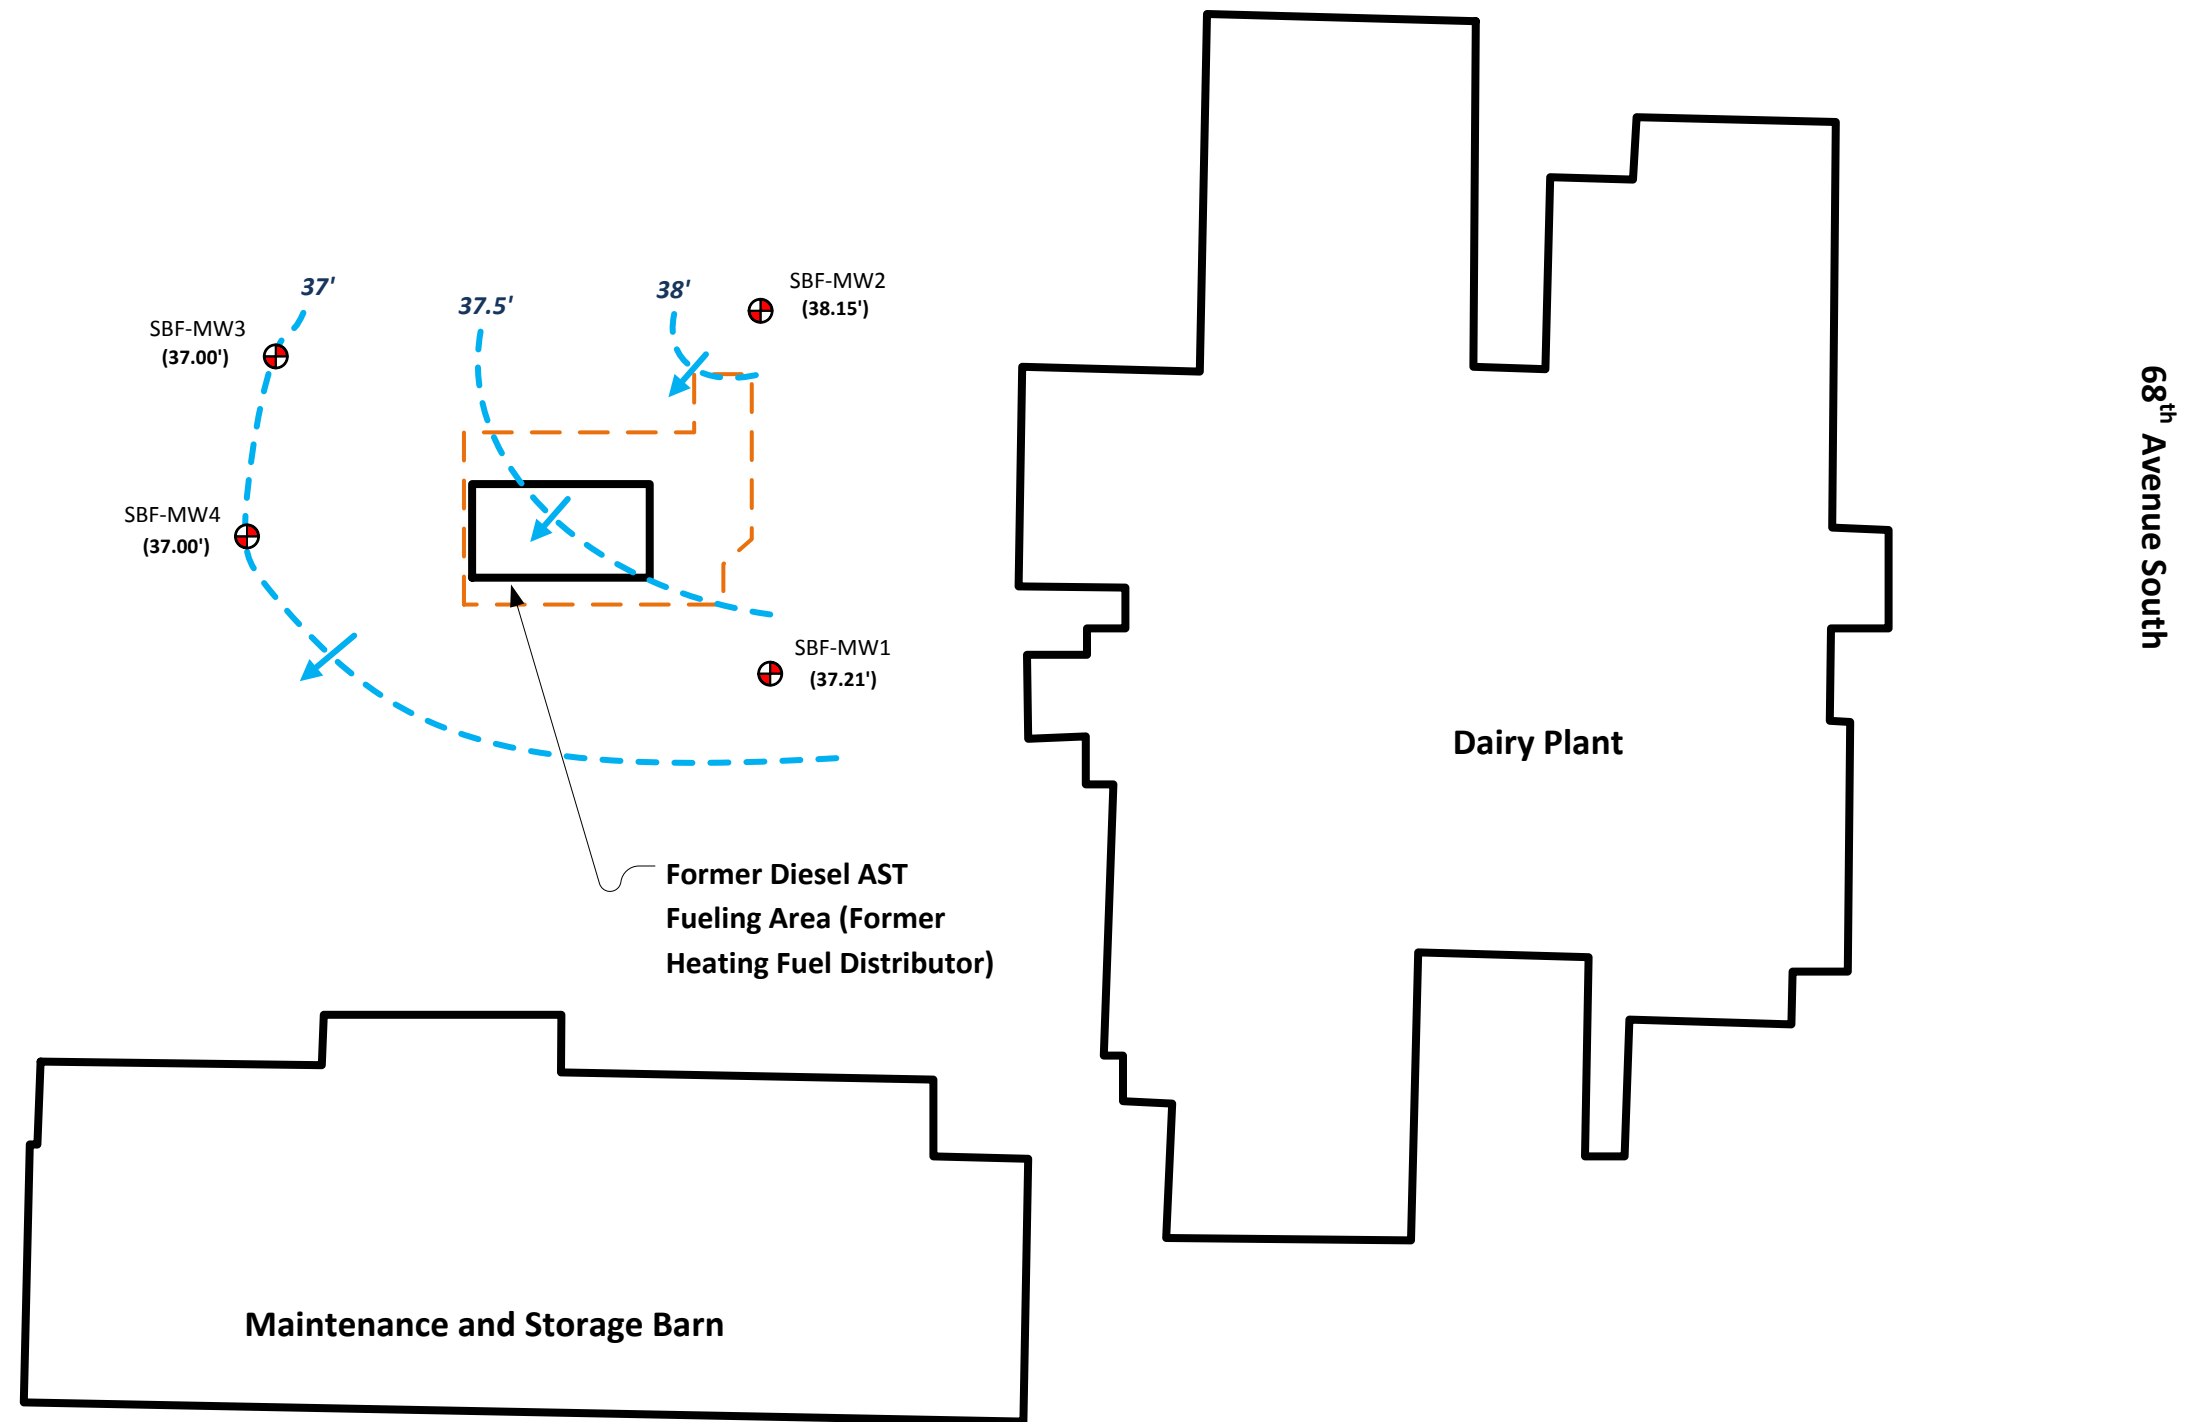 37'
37.5'
38'
SBF-MW2
(38.15')
SBF-MW3
(37.00')
SBF-MW4
(37.00')
SBF-MW1
(37.21')
68th Avenue South
Dairy Plant
Former Diesel AST
Fueling Area (Former
Heating Fuel Distributor)
Maintenance and Storage Barn